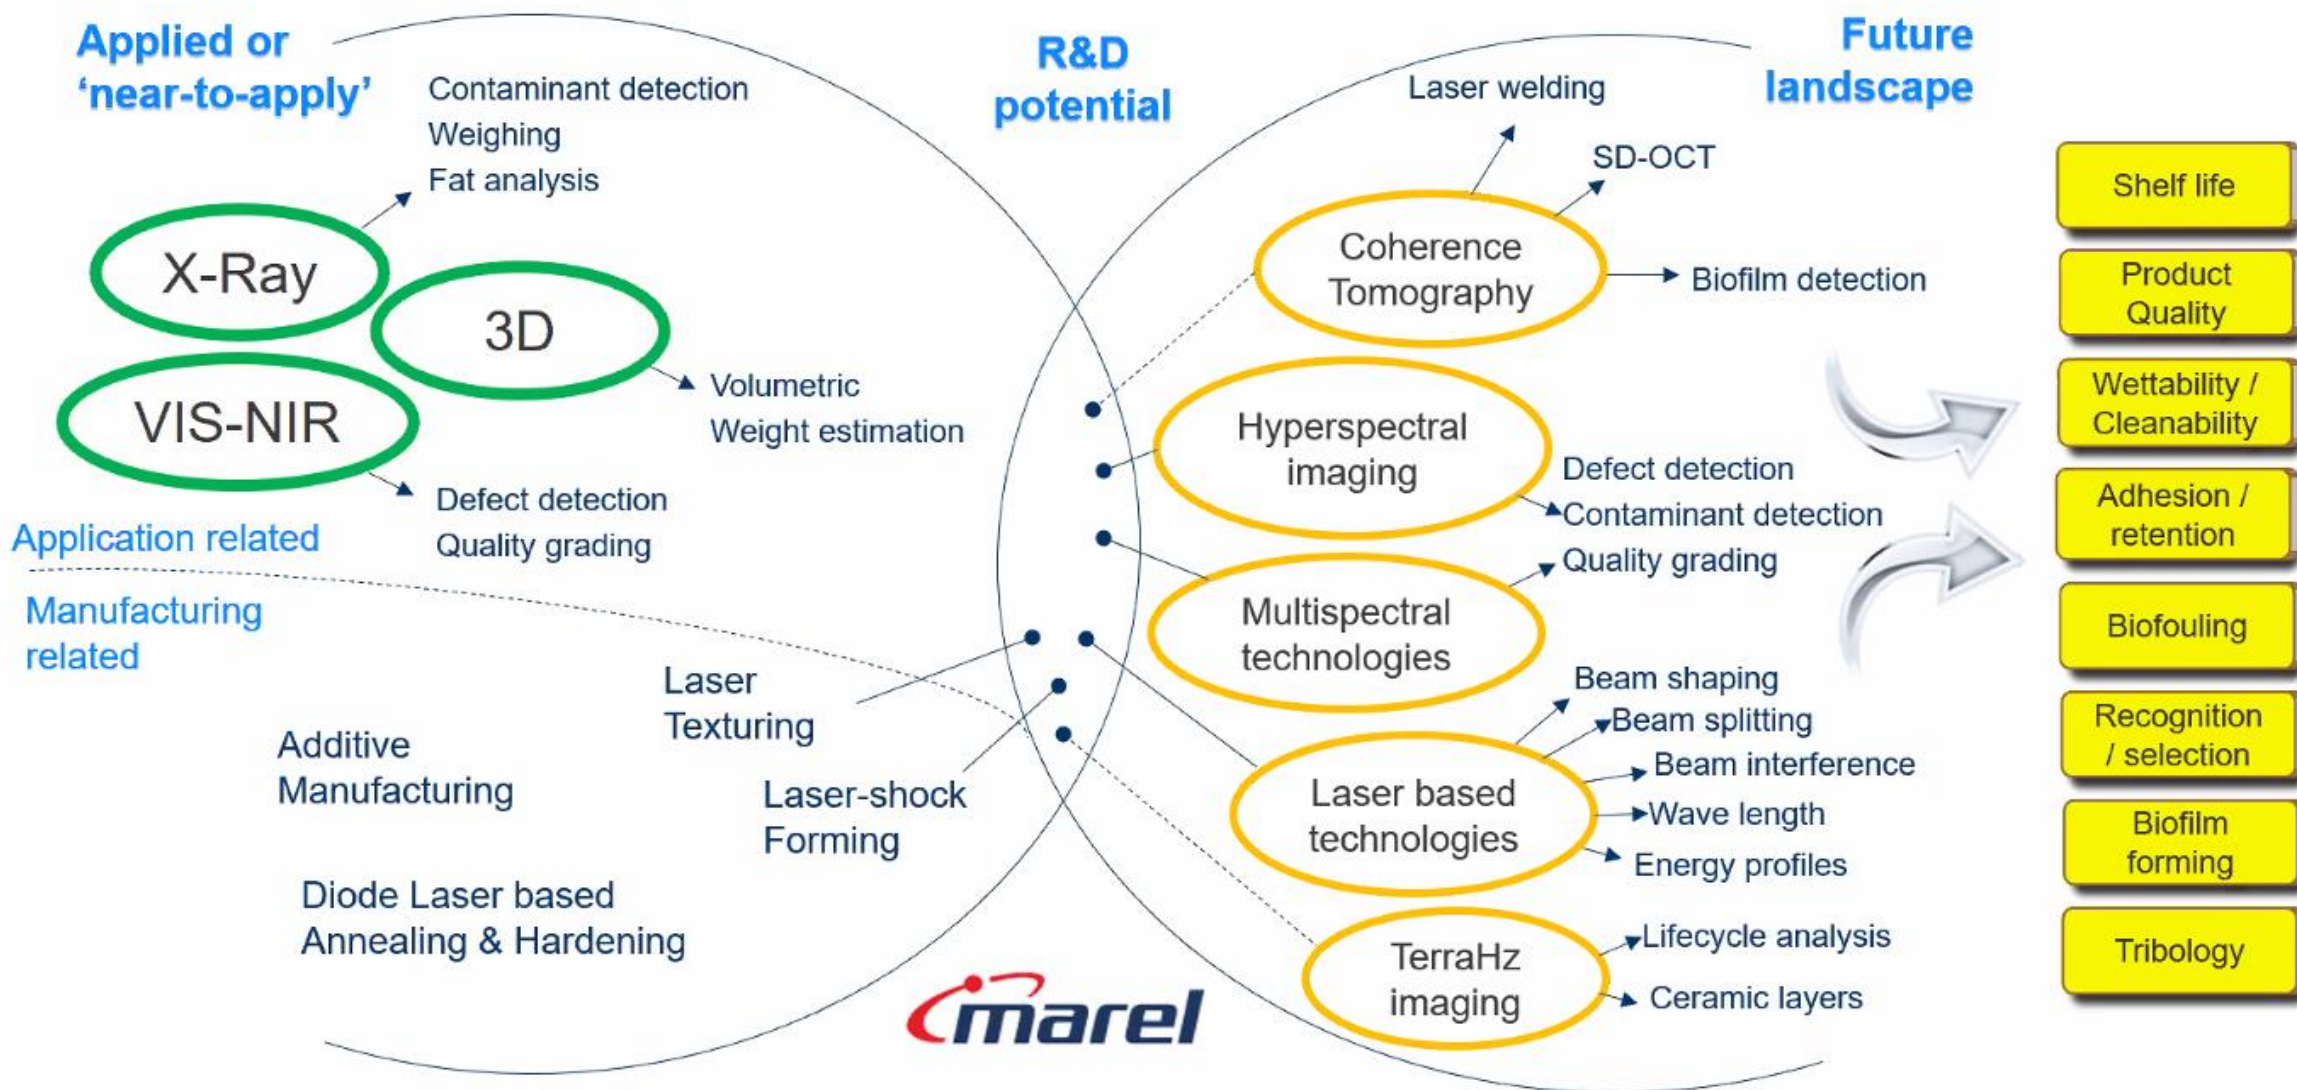 Applied or
‘near-to-apply’
Contaminant detection
Weighing
Fat analysis
X-Ray
3D
VIS-NIR
Volumetric
Weight estimation
Defect detection
Quality grading
Application related
Manufacturing
related
Laser
Texturing
Additive
Manufacturing
Laser-shock
Forming
Diode Laser based
Annealing & Hardening
R&D
potential
marel
Future
landscape
Laser welding
SD-OCT
Coherence
Tomography
Biofilm detection
Hyperspectral
imaging
Defect detection
Contaminant detection
Quality grading
Multispectral
technologies
Beam shaping
Beam splitting
Beam interference
Wave length
Energy profiles
Laser based
technologies
TerraHz
imaging
Lifecycle analysis
Ceramic layers
Shelf life
Product
Quality
Wettability /
Cleanability
Adhesion /
retention
Biofouling
Recognition
/ selection
Biofilm
forming
Tribology